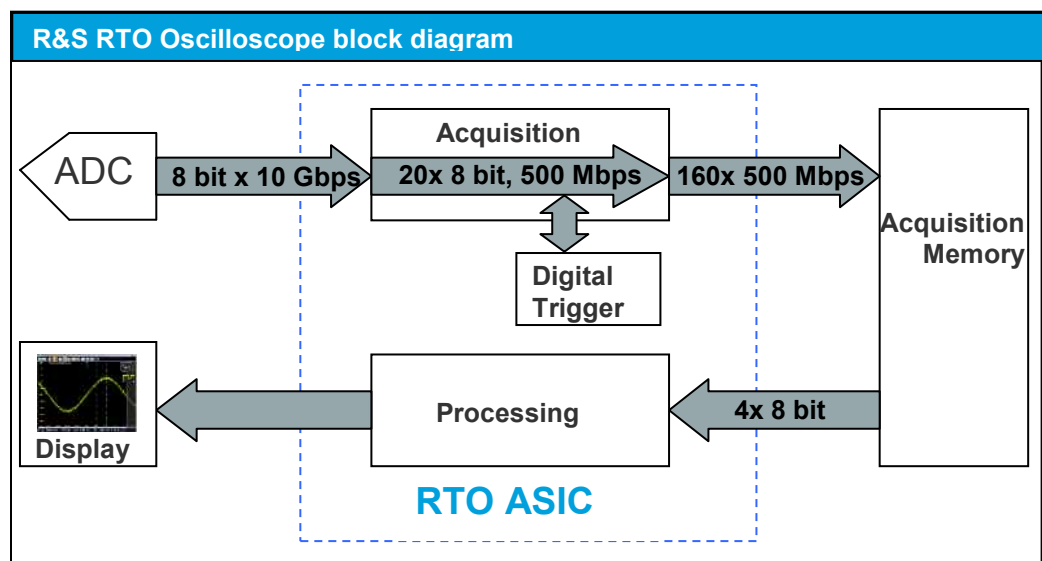 R&S RTO Oscilloscope block diagram
Acquisition
ADC
8 bit x 10 Gbps
20x 8 bit, 500 Mbps
160x 500 Mbps
Acquisition
Memory
Digital
Trigger
Processing
4x 8 bit
Display
RTO ASIC